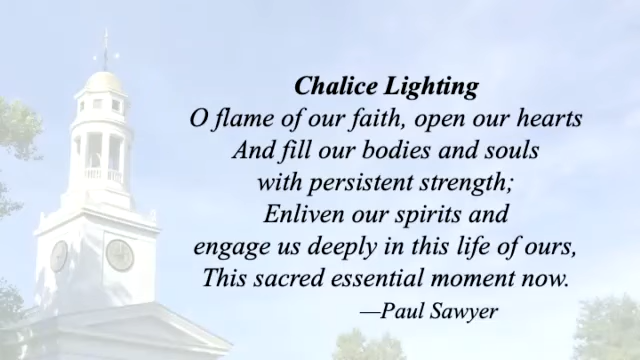 Chalice Lighting
O flame of our faith, open our hearts
And fill our bodies and souls
with persistent strength;
Enliven our spirits and
engage us deeply in this life of ours,
This sacred essential moment now.
—Paul Sawyer